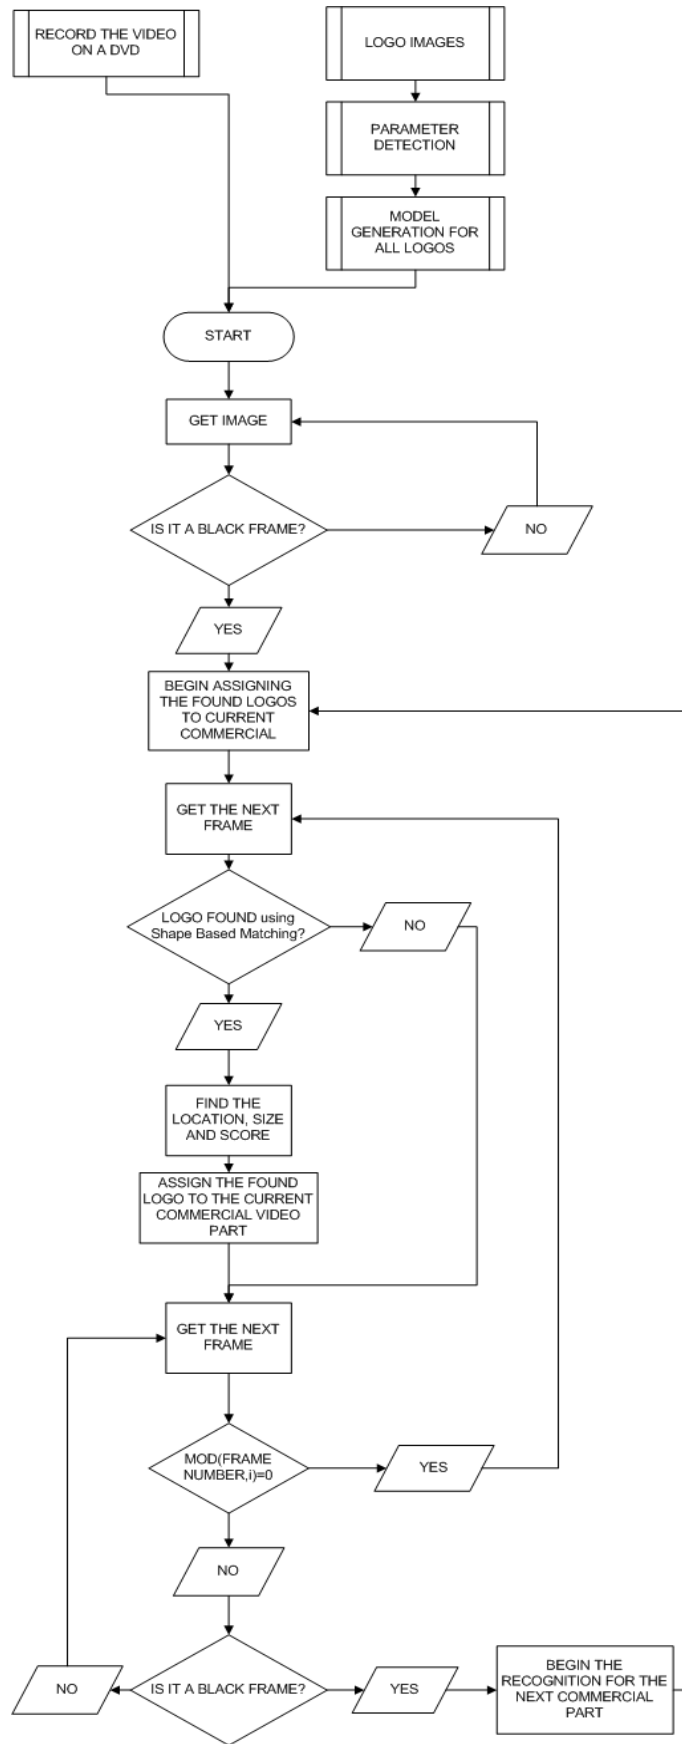 RECORD THE VIDEO
ON A DVD
LOGO IMAGES
PARAMETER
DETECTION
MODEL
GENERATION FOR
ALL LOGOS
START
GET IMAGE
IS IT A BLACK FRAME?
NO
YES
BEGIN ASSIGNING
THE FOUND LOGOS
TO CURRENT
COMMERCIAL
GET THE NEXT
FRAME
LOGO FOUND using
Shape Based Matching?
NO
YES
FIND THE
LOCATION, SIZE
AND SCORE
ASSIGN THE FOUND
LOGO TO THE CURRENT
COMMERCIAL VIDEO
PART
GET THE NEXT
FRAME
MOD(FRAME
NUMBER,i)=0
YES
NO
NO
IS IT A BLACK FRAME?
YES
BEGIN THE
RECOGNITION FOR THE
NEXT COMMERCIAL
PART